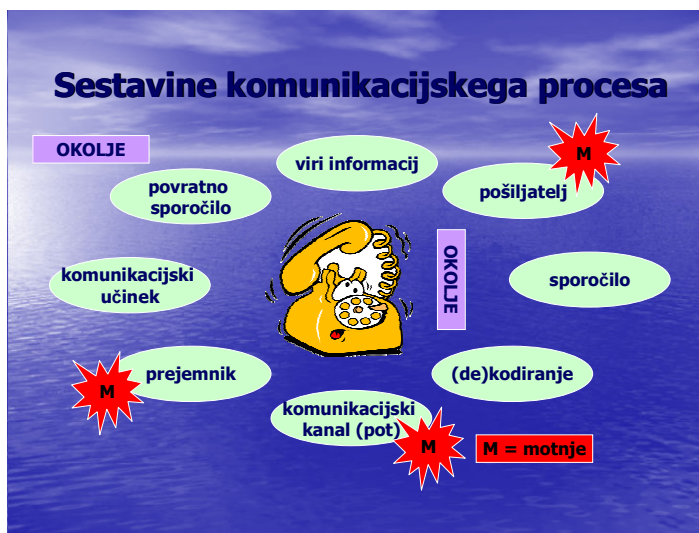 Sestavine komunikacijskega procesa
OKOLJE
viri informacij
M
pošiljatelj
povratno
sporočilo
OKOLJE
komunikacijski
učinek
sporočilo
prejemnik
M
(de)kodiranje
komunikacijski
kanal (pot)
M
M = motnje